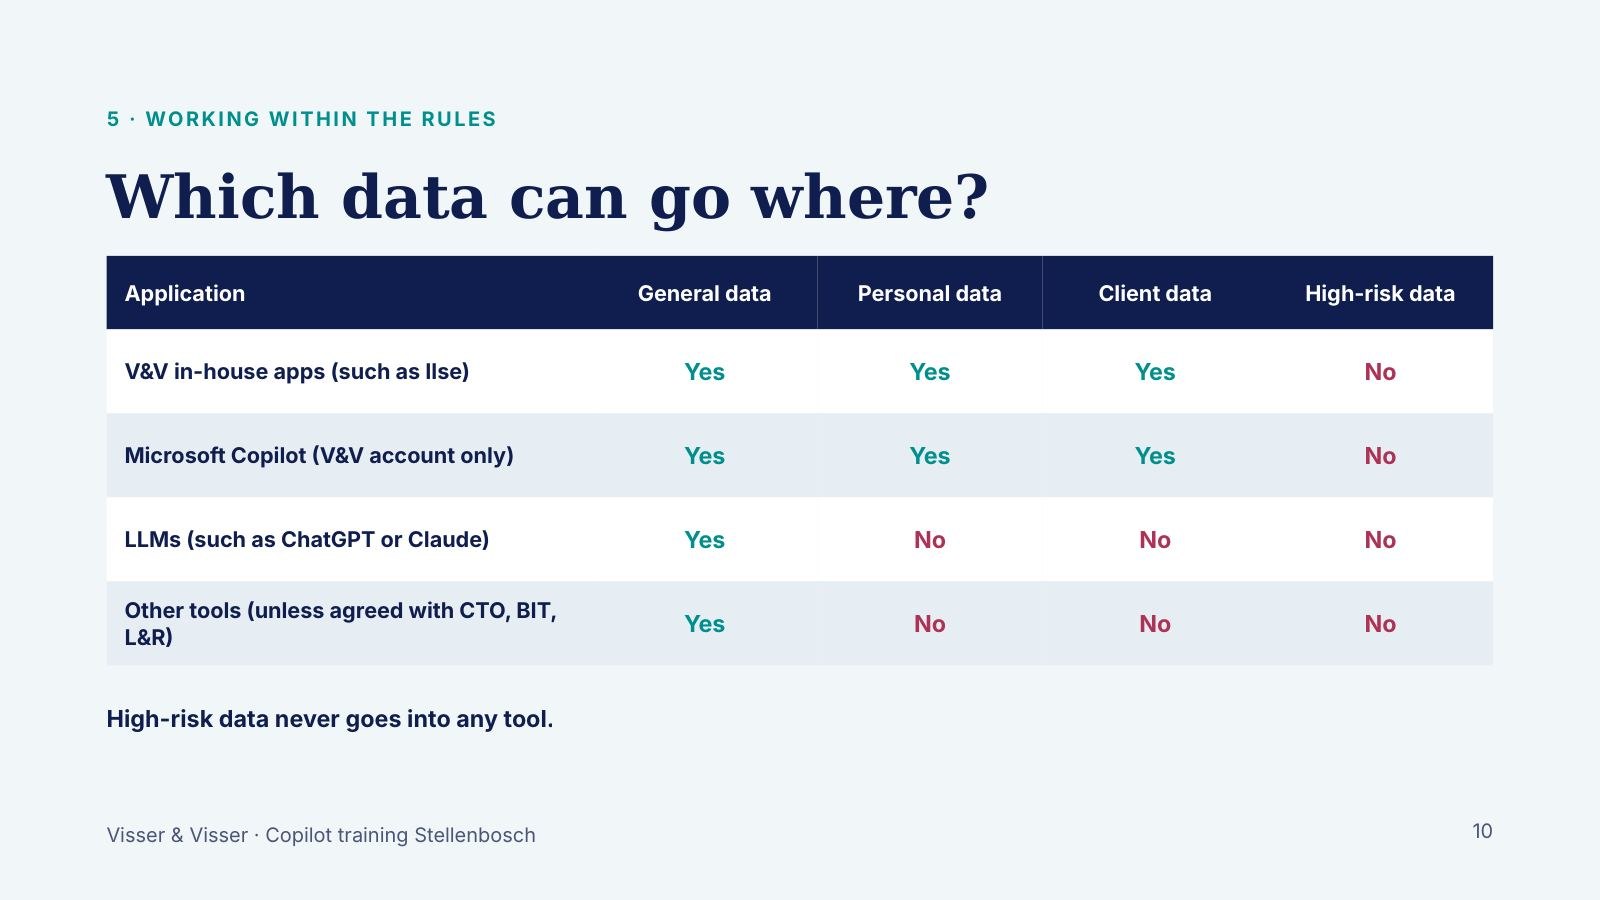 5 · WORKING WITHIN THE RULES
Which data can go where?
Application General data Personal data Client data High-risk data
V&V in-house apps (such as Ilse) Yes Yes Yes No
Microsoft Copilot (V&V account only) Yes Yes Yes No
LLMs (such as ChatGPT or Claude) Yes No No No
Other tools (unless agreed with CTO, BIT,
L&R) Yes No No No
High-risk data never goes into any tool.
Visser & Visser · Copilot training Stellenbosch
10